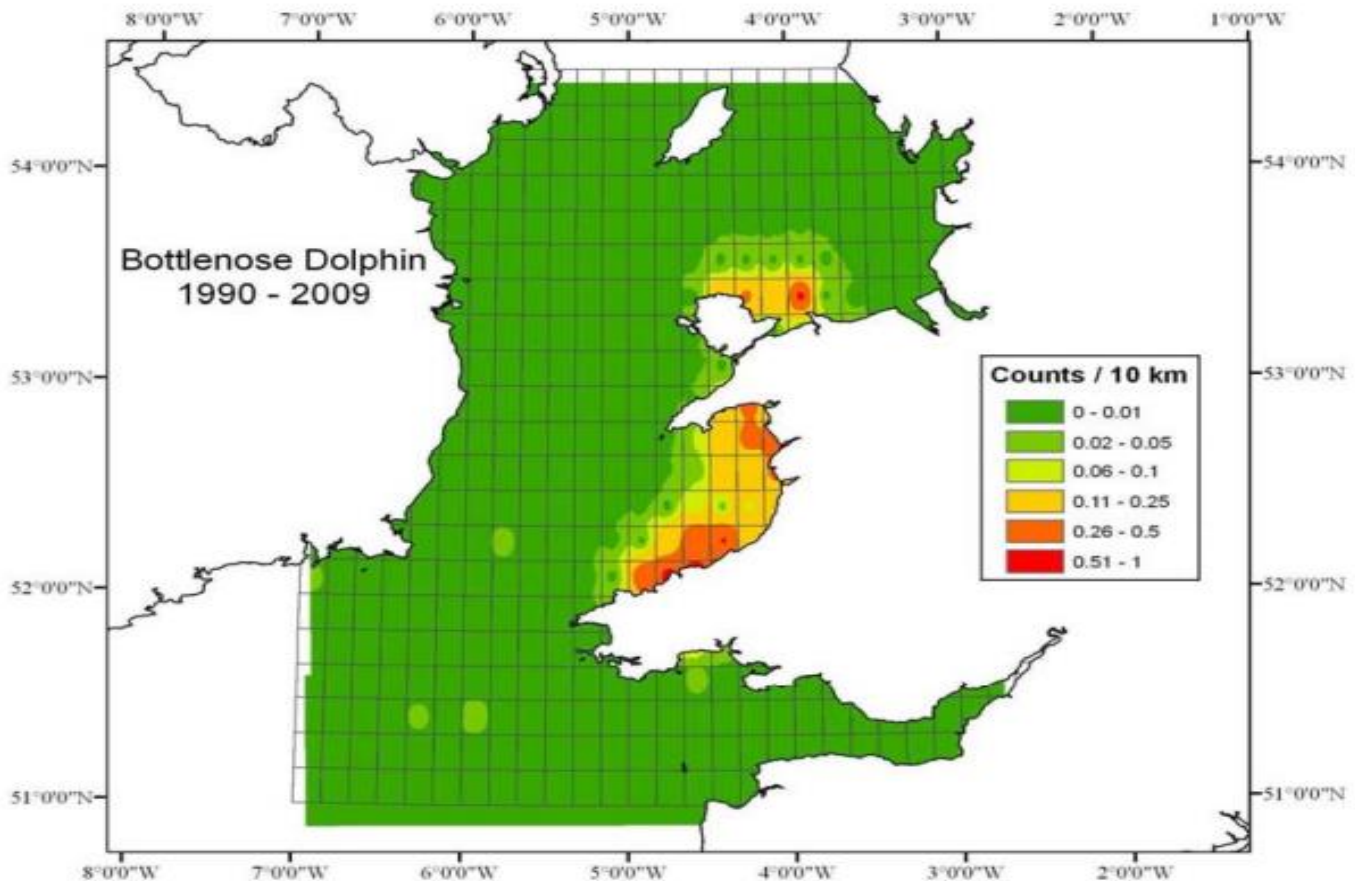 8°0'0"W 7°0'0"W 6°0'0"W 5°0'0"W 4°0'0"W 3°0'0"W 2°0'0"W 1°0'0"W
54°0'0"N 54°0'0"N
Bottlenose Dolphin
1990 - 2009
53°0'0"N 53°0'0"N
Counts / 10 km
0 - 0.01
0.02 - 0.05
0.06 - 0.1
0.11 - 0.25
0.26 - 0.5
0.51 - 1
52°0'0"N 52°0'0"N
51°0'0"N 51°0'0"N
8°0'0"W 7°0'0"W 6°0'0"W 5°0'0"W 4°0'0"W 3°0'0"W 2°0'0"W